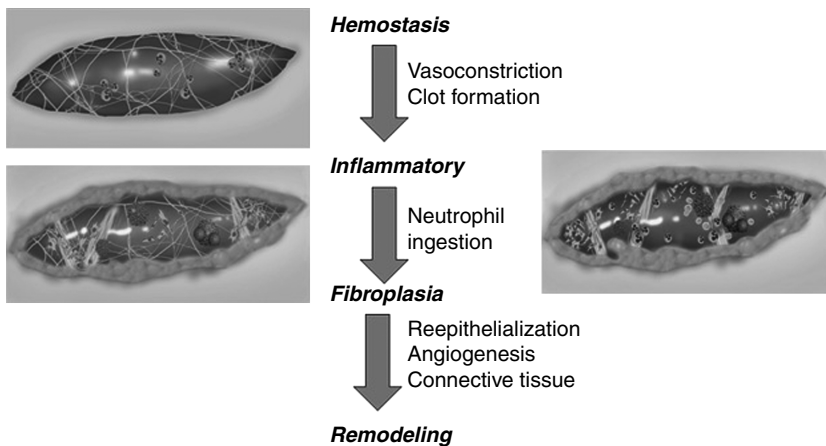 Hemostasis
Vasoconstriction
Clot formation
Inflammatory
Neutrophil
ingestion
Fibroplasia
Reepithelialization
Angiogenesis
Connective tissue
Remodeling